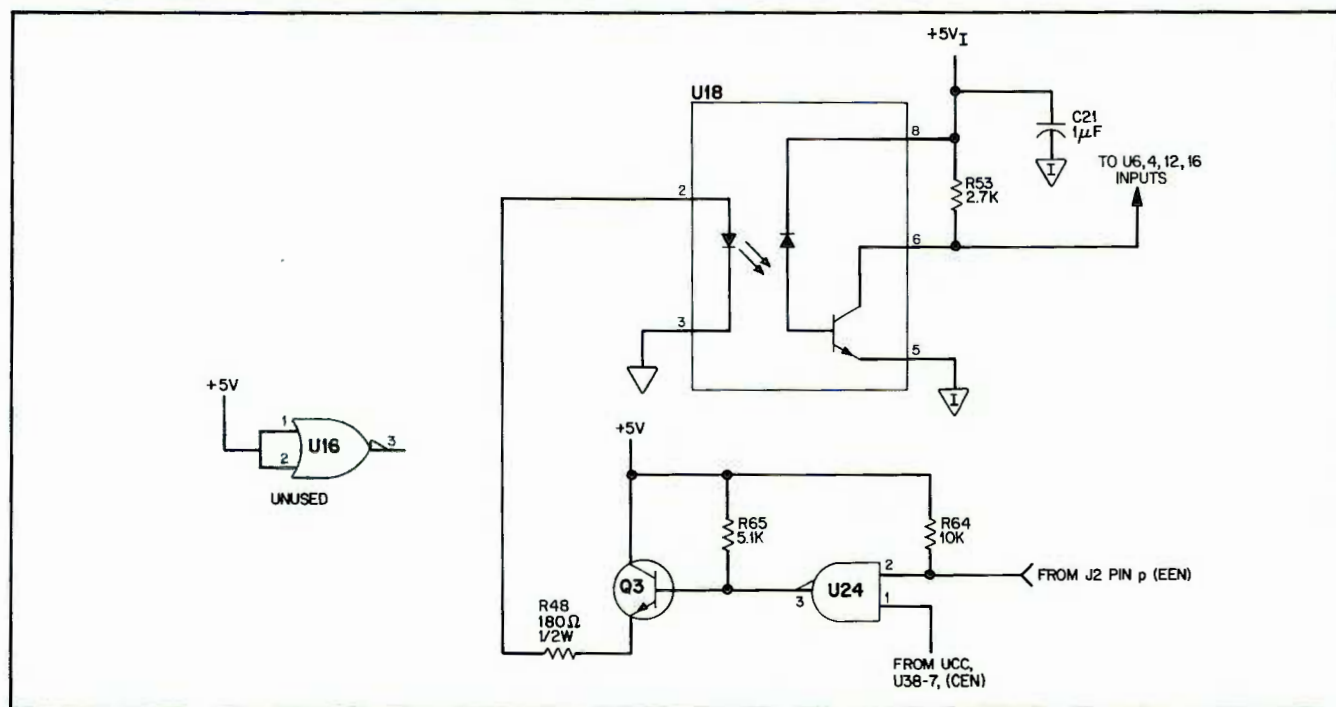 +5V I
U18
C21
1µF
8
TO U6,4,12,16
INPUTS
I
2
R53
2.7K
6
3
5
I
+5V
1
U16
3
2
UNUSED
+5V
R65
5.1K
R64
10K
2
FROM J2 PIN p (EEN)
Q3
3
U24
1
R48
180Ω
1/2W
FROM UCC,
U38-7, (CEN)